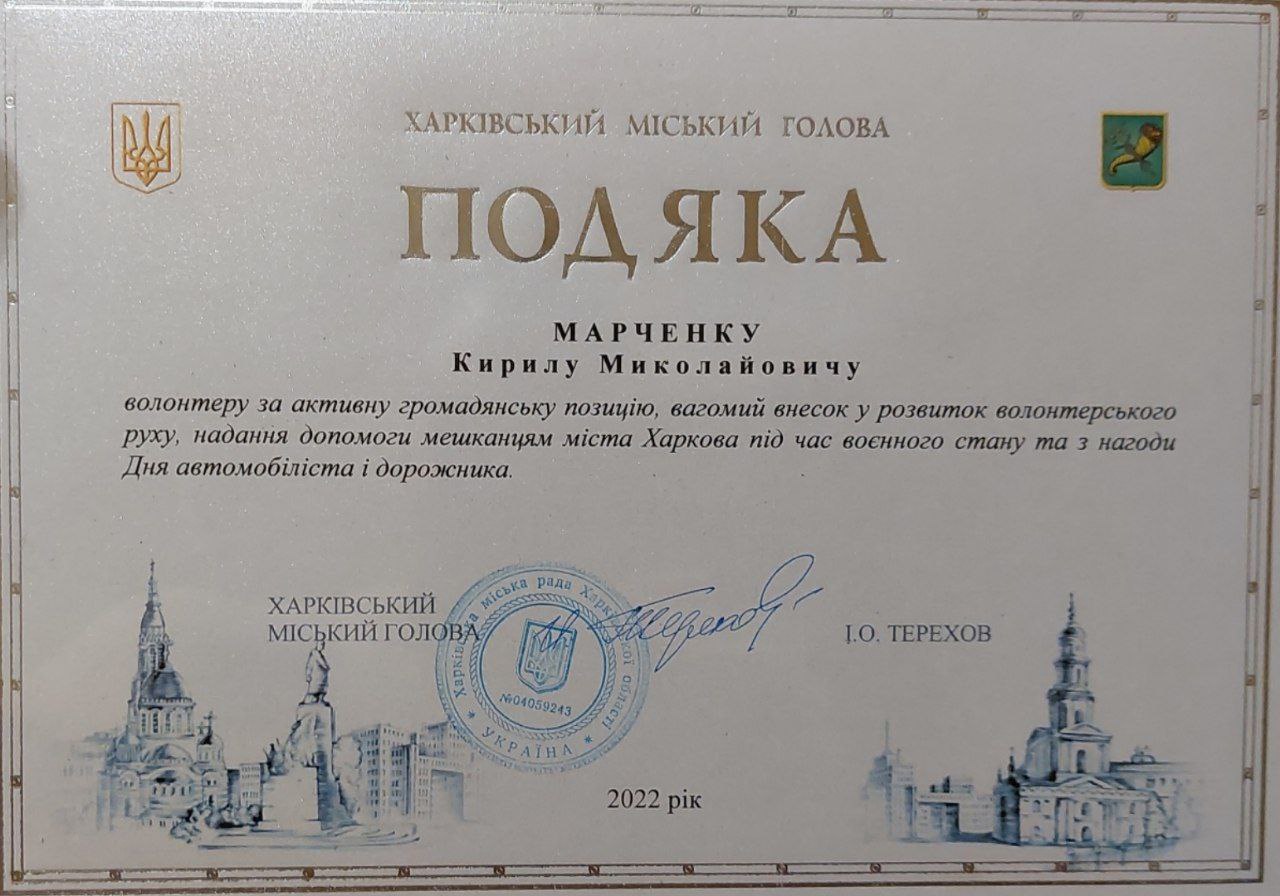 ХАРКІВСЬКИЙ МІСЬКИЙ ГОЛОВА
ПОДЯКА
МАРЧЕНКУ
Кирилу Миколайовичу
волонтеру за активну громадянську позицію, вагомий внесок у розвиток волонтерського
руху, надання допомоги мешканцям міста Харкова під час воєнного стану та з нагоди
Дня автомобіліста і дорожника.
ХАРКІВСЬКИЙ
МІСЬКИЙ ГОЛОВА
І.О. ТЕРЕХОВ
Харківська міська рада Харківської області
№04059243
* УКРАЇНА *
2022 рік